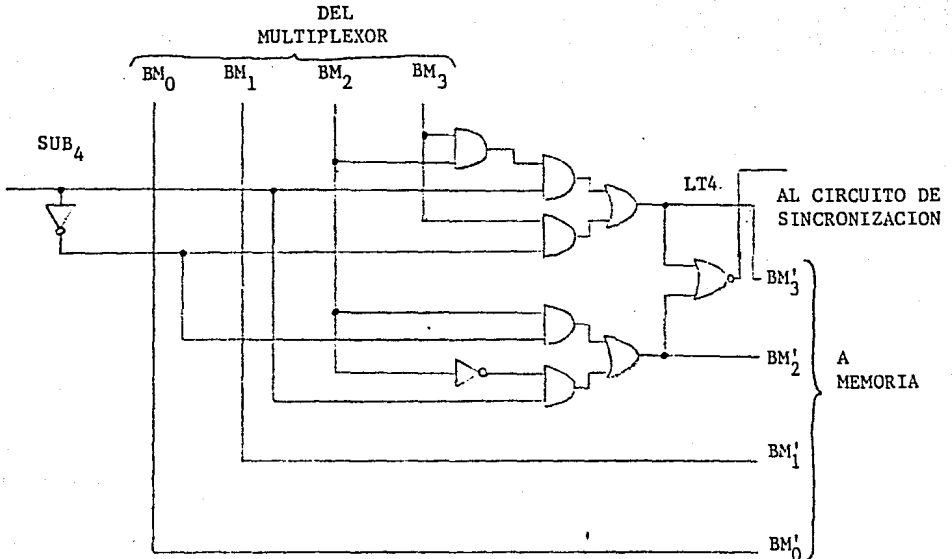 DEL
MULTIPLEXOR
BM0 BM1 BM2 BM3
SUB4
LT4.
AL CIRCUITO DE
SINCRONIZACION
BM'3
BM'2
A
MEMORIA
BM'1
BM'0